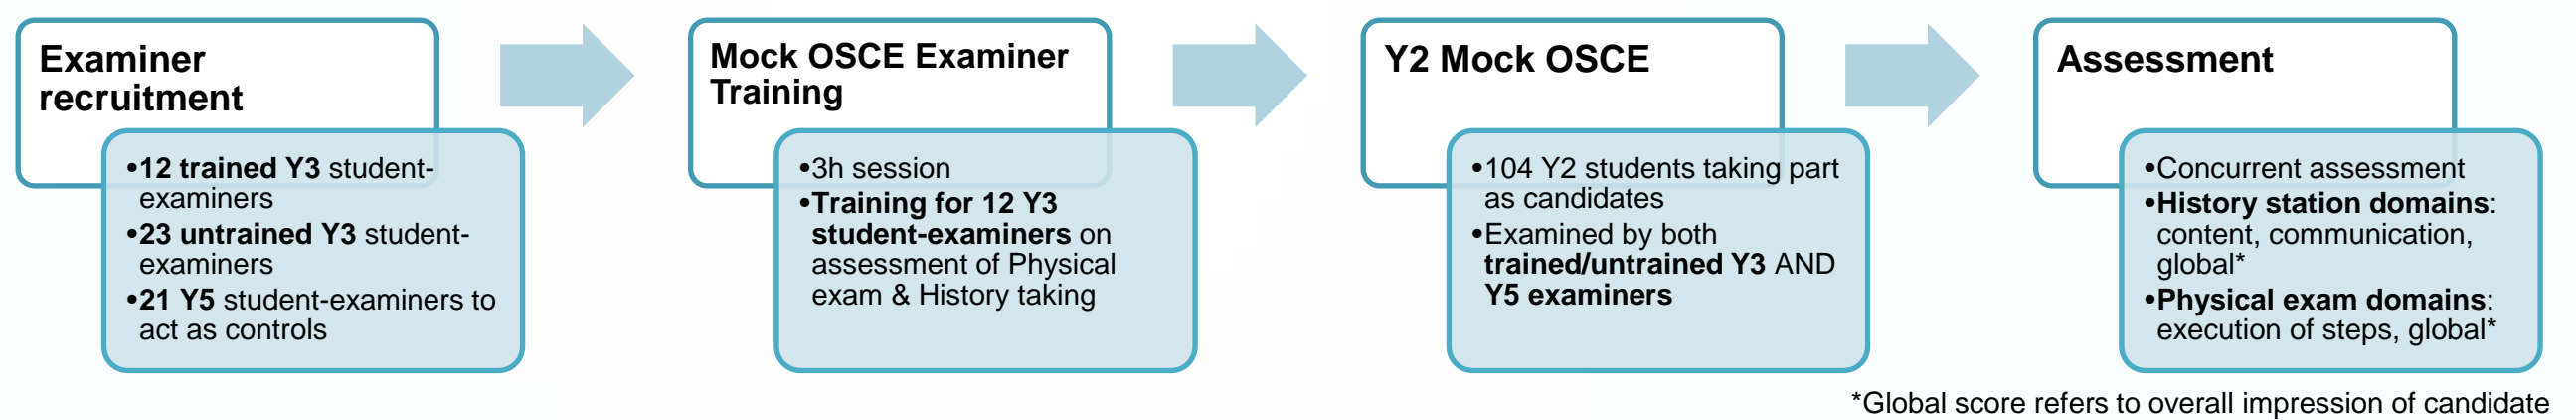 Examiner
recruitment
•12 trained Y3 student-
examiners
•23 untrained Y3 student-
examiners
•21 Y5 student-examiners to
act as controls
Mock OSCE Examiner
Training
•3h session
•Training for 12 Y3
student-examiners on
assessment of Physical
exam & History taking
Y2 Mock OSCE
•104 Y2 students taking part
as candidates
•Examined by both
trained/untrained Y3 AND
Y5 examiners
Assessment
•Concurrent assessment
•History station domains:
content, communication,
global*
•Physical exam domains:
execution of steps, global*
*Global score refers to overall impression of candidate